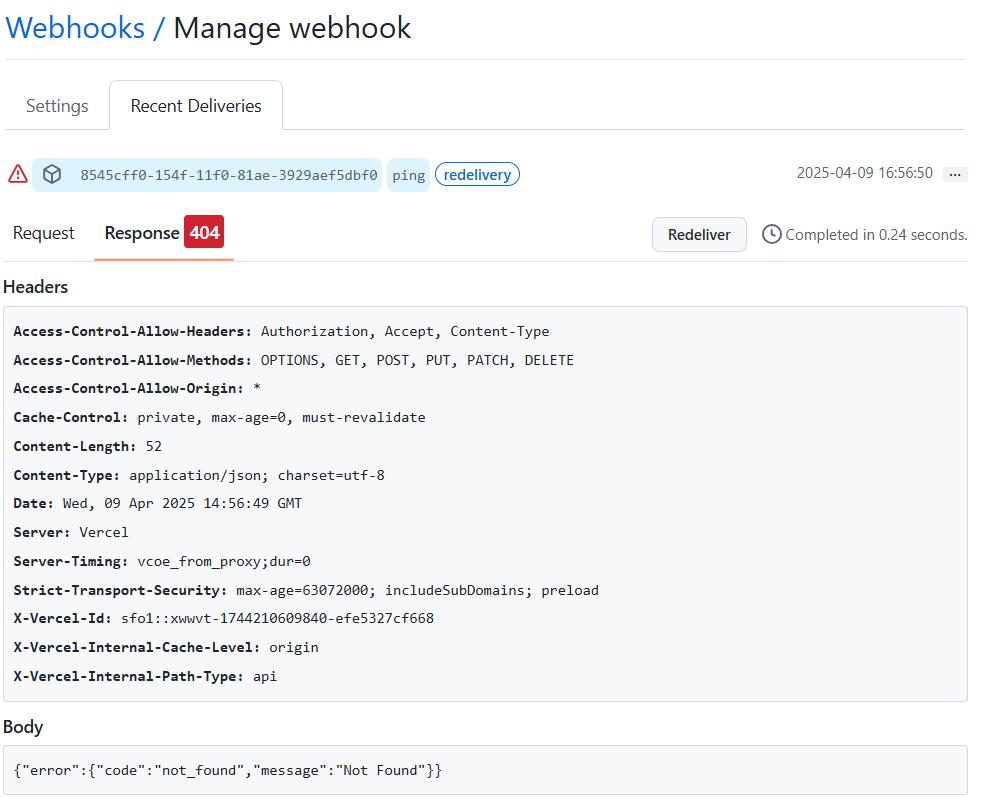 Webhooks / Manage webhook
Settings
Recent Deliveries
8545cff0-154f-11f0-81ae-3929aef5dbf0 ping redelivery 2025-04-09 16:56:50 ...
Request Response 404 Redeliver Completed in 0.24 seconds.
Headers
Access-Control-Allow-Headers: Authorization, Accept, Content-Type
Access-Control-Allow-Methods: OPTIONS, GET, POST, PUT, PATCH, DELETE
Access-Control-Allow-Origin: *
Cache-Control: private, max-age=0, must-revalidate
Content-Length: 52
Content-Type: application/json; charset=utf-8
Date: Wed, 09 Apr 2025 14:56:49 GMT
Server: Vercel
Server-Timing: vcoe_from_proxy;dur=0
Strict-Transport-Security: max-age=63072000; includeSubDomains; preload
X-Vercel-Id: sfo1::xwwvt-1744210609840-efe5327cf668
X-Vercel-Internal-Cache-Level: origin
X-Vercel-Internal-Path-Type: api
Body
{"error":{"code":"not_found","message":"Not Found"}}